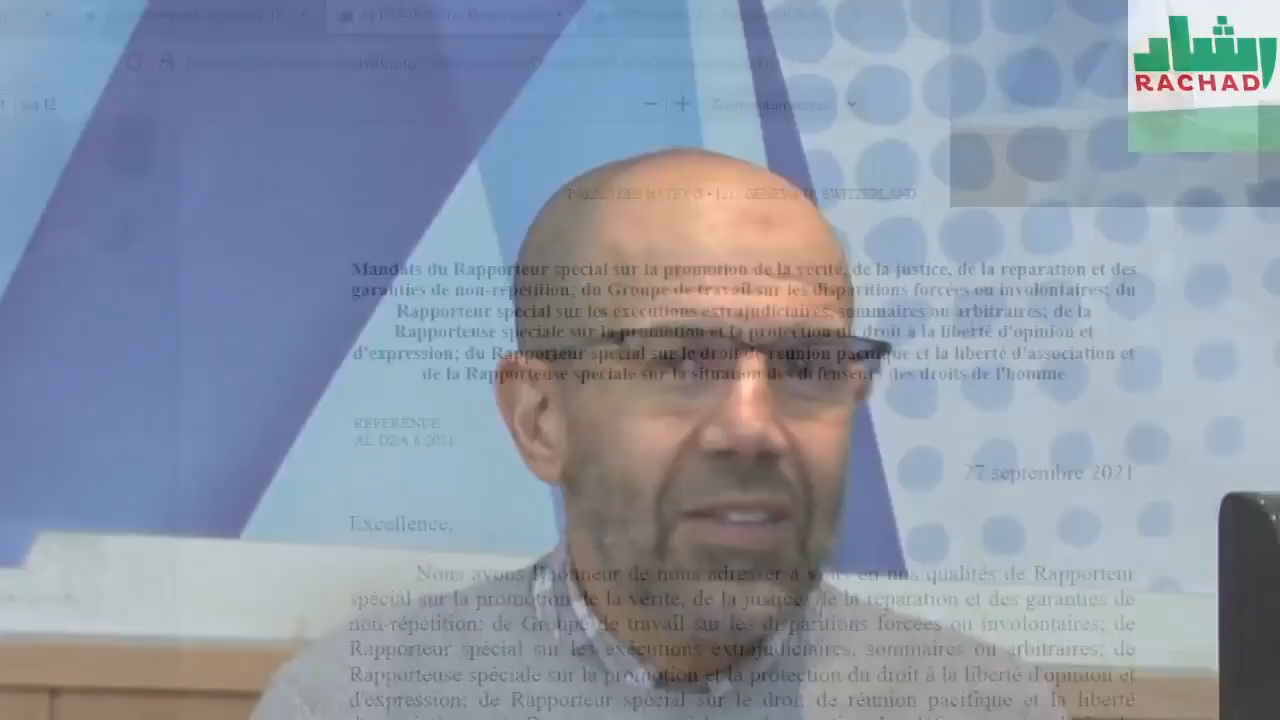 رشاد
RACHAD
PALAIS DES NATIONS • 1211 GENEVA 10, SWITZERLAND
Mandats du Rapporteur spécial sur la promotion de la vérité, de la justice, de la réparation et des
garanties de non-répétition; du Groupe de travail sur les disparitions forcées ou involontaires; du
Rapporteur spécial sur les exécutions extrajudiciaires, sommaires ou arbitraires; de la
Rapporteuse spéciale sur la promotion et la protection du droit à la liberté d'opinion et
d'expression; du Rapporteur spécial sur le droit de réunion pacifique et la liberté d'association et
de la Rapporteuse spéciale sur la situation des défenseurs des droits de l'homme
REFERENCE
AL DZA 8/2021
27 septembre 2021
Excellence,
Nous avons l'honneur de nous adresser à vous en nos qualités de Rapporteur
spécial sur la promotion de la vérité, de la justice, de la réparation et des garanties de
non-répétition; de Groupe de travail sur les disparitions forcées ou involontaires; de
Rapporteur spécial sur les exécutions extrajudiciaires, sommaires ou arbitraires; de
Rapporteuse spéciale sur la promotion et la protection du droit à la liberté d'opinion et
d'expression; de Rapporteur spécial sur le droit de réunion pacifique et la liberté